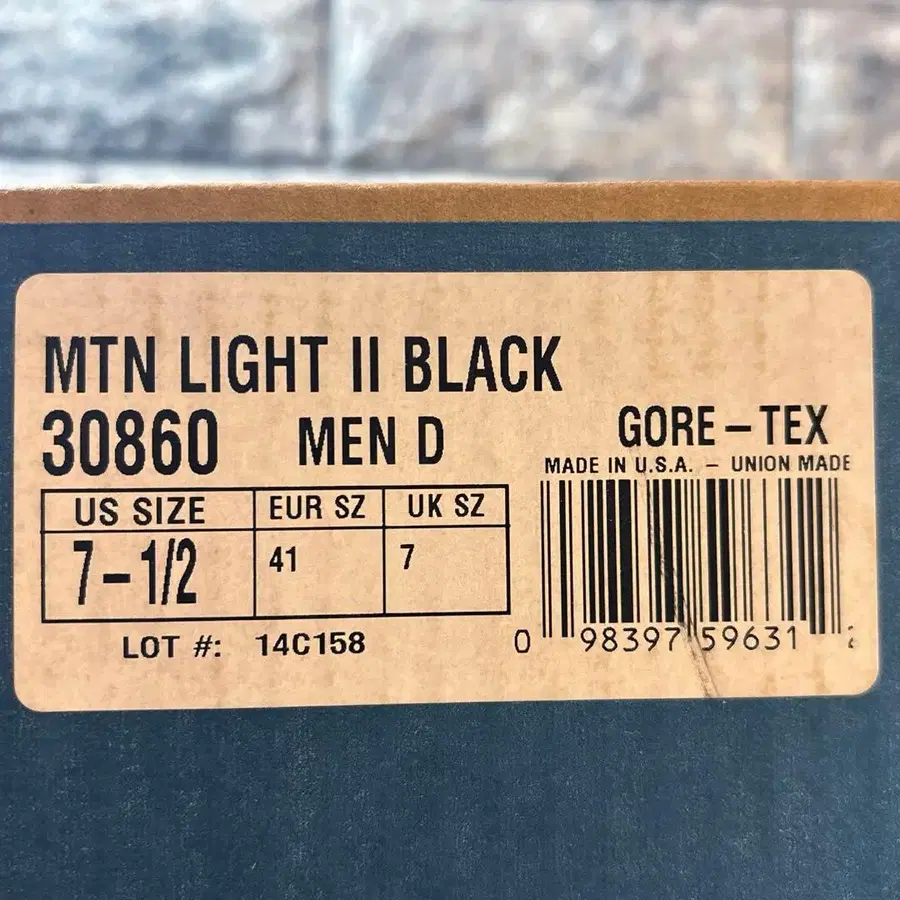 MTN LIGHT II BLACK
30860 MEN D
GORE-TEX
MADE IN U.S.A. - UNION MADE
US SIZE EUR SZ UK SZ
7-1/2 41 7
LOT #: 14C158
0 98397 59631